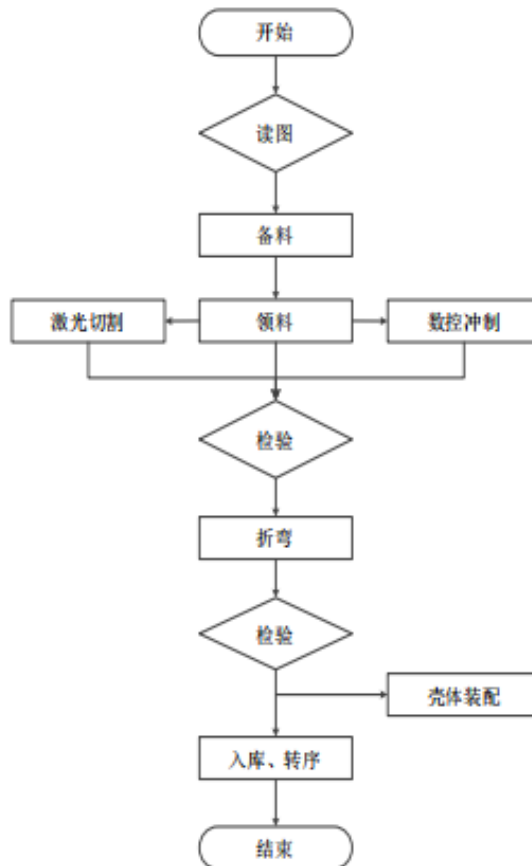 开始
读图
备料
激光切割
领料
数控冲制
检验
折弯
检验
壳体装配
入库、转序
结束